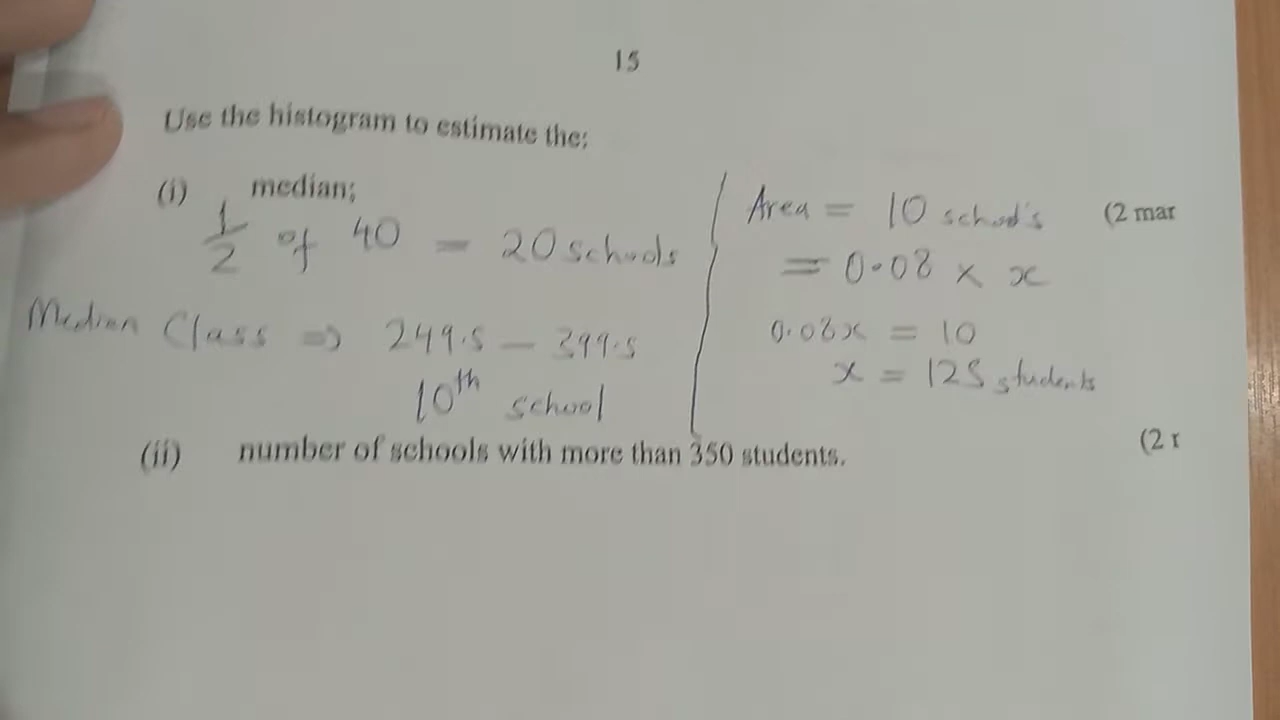 15
Use the histogram to estimate the:
(i) median;
1/2 of 40 = 20 schools
Median Class ⇒ 249.5 — 399.5
10th school
Area = 10 schools (2 mar
= 0.08 × x
0.08x = 10
x = 125 students
(ii) number of schools with more than 350 students. (2 r